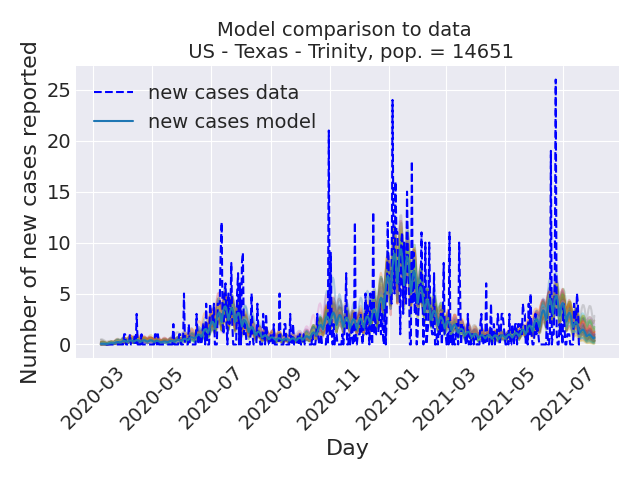 Model comparison to data
US - Texas - Trinity, pop. = 14651
Number of new cases reported
25
20
15
10
5
0
new cases data
new cases model
2020-03
2020-05
2020-07
2020-09
2020-11
2021-01
2021-03
2021-05
2021-07
Day